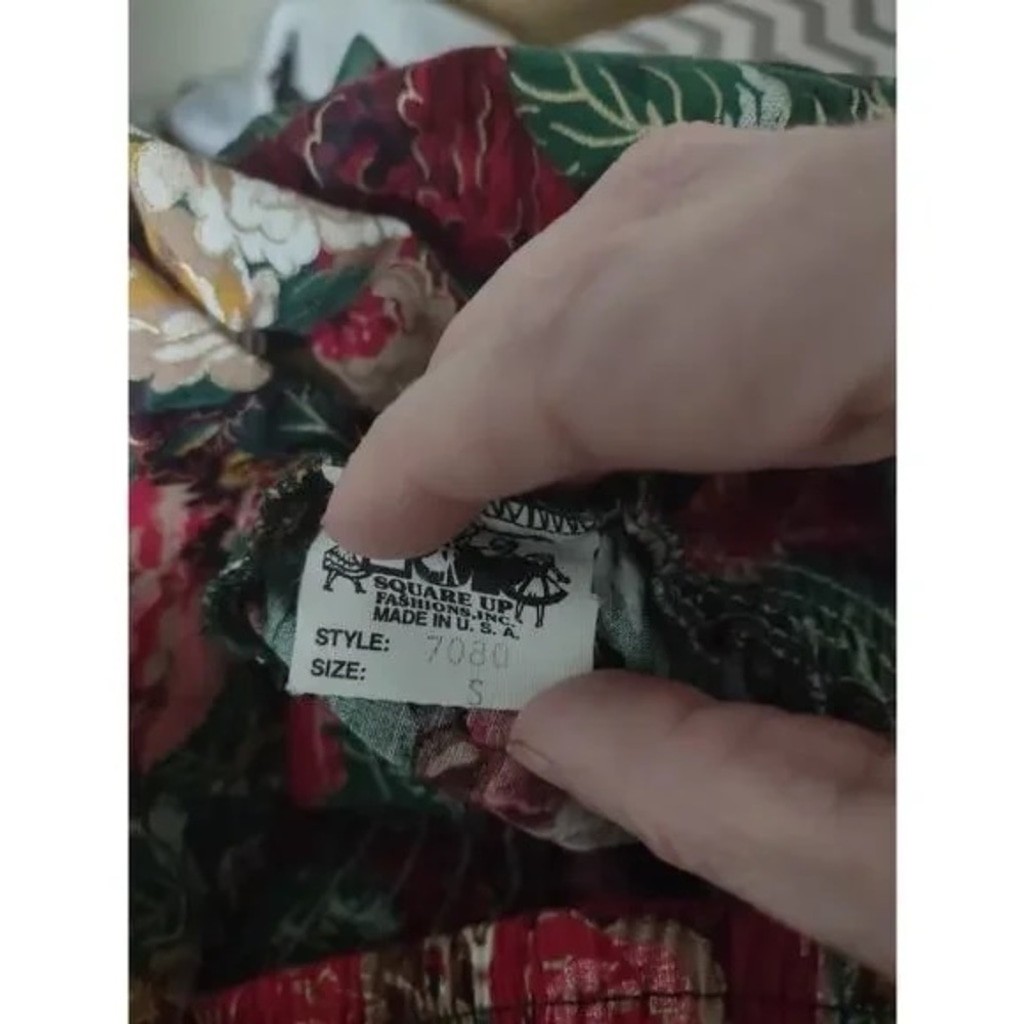 SQUARE UP
FASHIONS, INC.
MADE IN U. S. A.
STYLE: 7080
SIZE: S